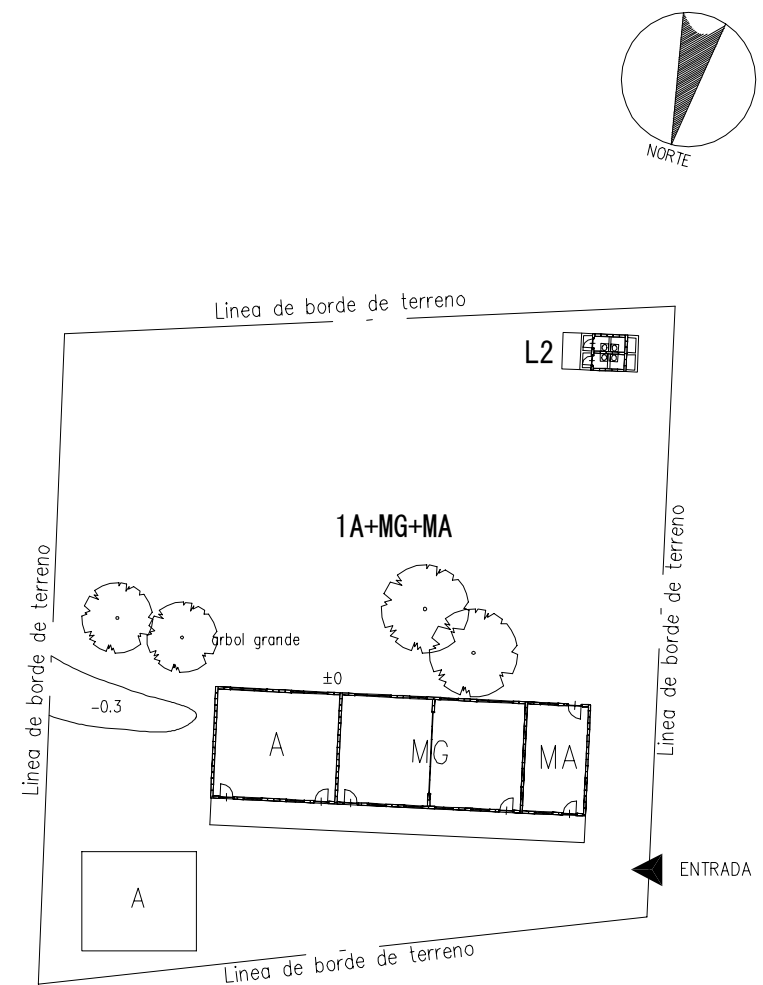 NORTE
Linea de borde de terreno
L2
1A+MG+MA
Linea de borde de terreno
Linea de borde de terreno
arbol grande
±0
-0.3
A
MG
MA
ENTRADA
A
Linea de borde de terreno